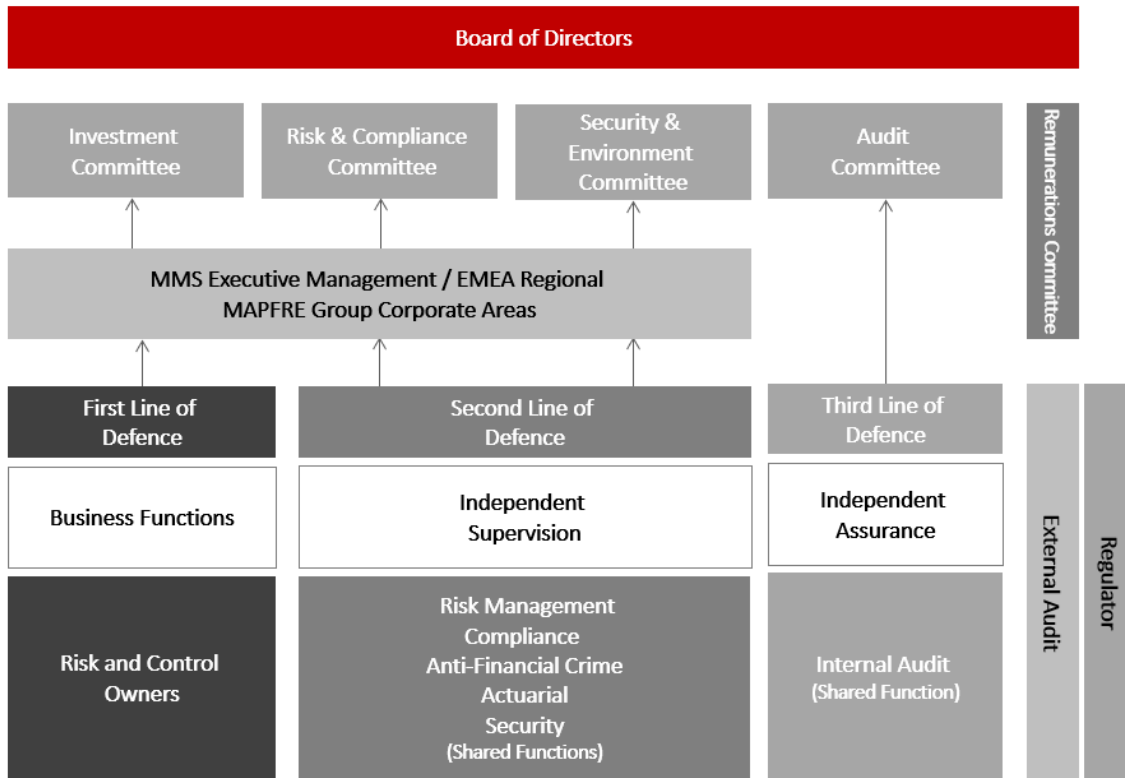 Board of Directors
Investment
Committee
Risk & Compliance
Committee
Security &
Environment
Committee
Audit
Committee
Remunerations Committee
MMS Executive Management / EMEA Regional
MAPFRE Group Corporate Areas
First Line of
Defence
Second Line of
Defence
Third Line of
Defence
Business Functions
Independent
Supervision
Independent
Assurance
Risk and Control
Owners
Risk Management
Compliance
Anti-Financial Crime
Actuarial
Security
(Shared Functions)
Internal Audit
(Shared Function)
External Audit
Regulator